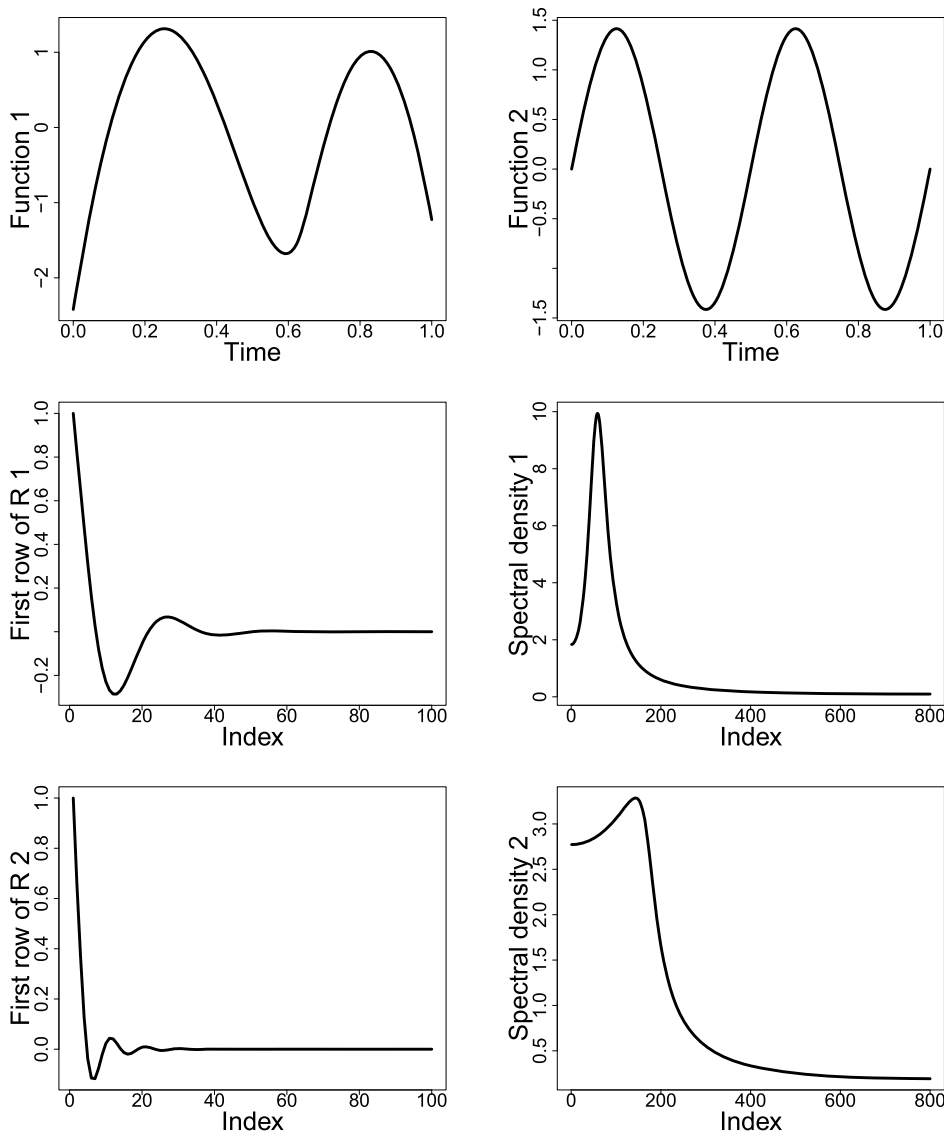 Function 1
1
0
−1
−2
0.0 0.2 0.4 0.6 0.8 1.0
Time
Function 2
1.5
1.0
0.5
0.0
−0.5
−1.5
0.0 0.2 0.4 0.6 0.8 1.0
Time
First row of R 1
1.0
0.8
0.6
0.4
0.2
−0.2
0 20 40 60 80 100
Index
Spectral density 1
10
8
6
4
2
0
0 200 400 600 800
Index
First row of R 2
1.0
0.8
0.6
0.4
0.2
0.0
0 20 40 60 80 100
Index
Spectral density 2
3.0
2.5
2.0
1.5
1.0
0.5
0 200 400 600 800
Index